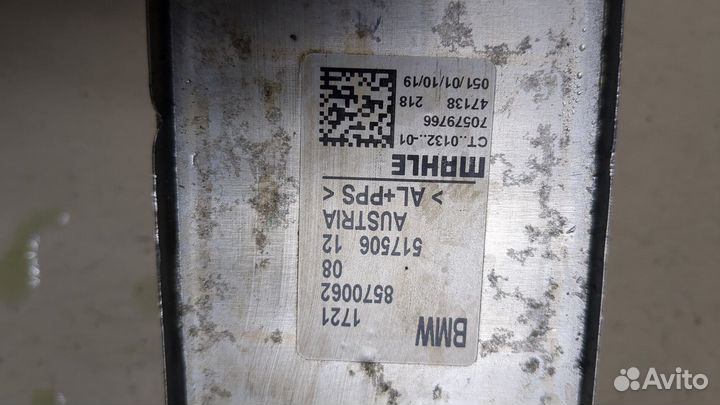 BMW
1721
8570062
08
517506 12
AUSTRIA
> AL+PPS <
MAHLE
CT..0132..-01
70579766
47138 218
051/01/10/19
Avito